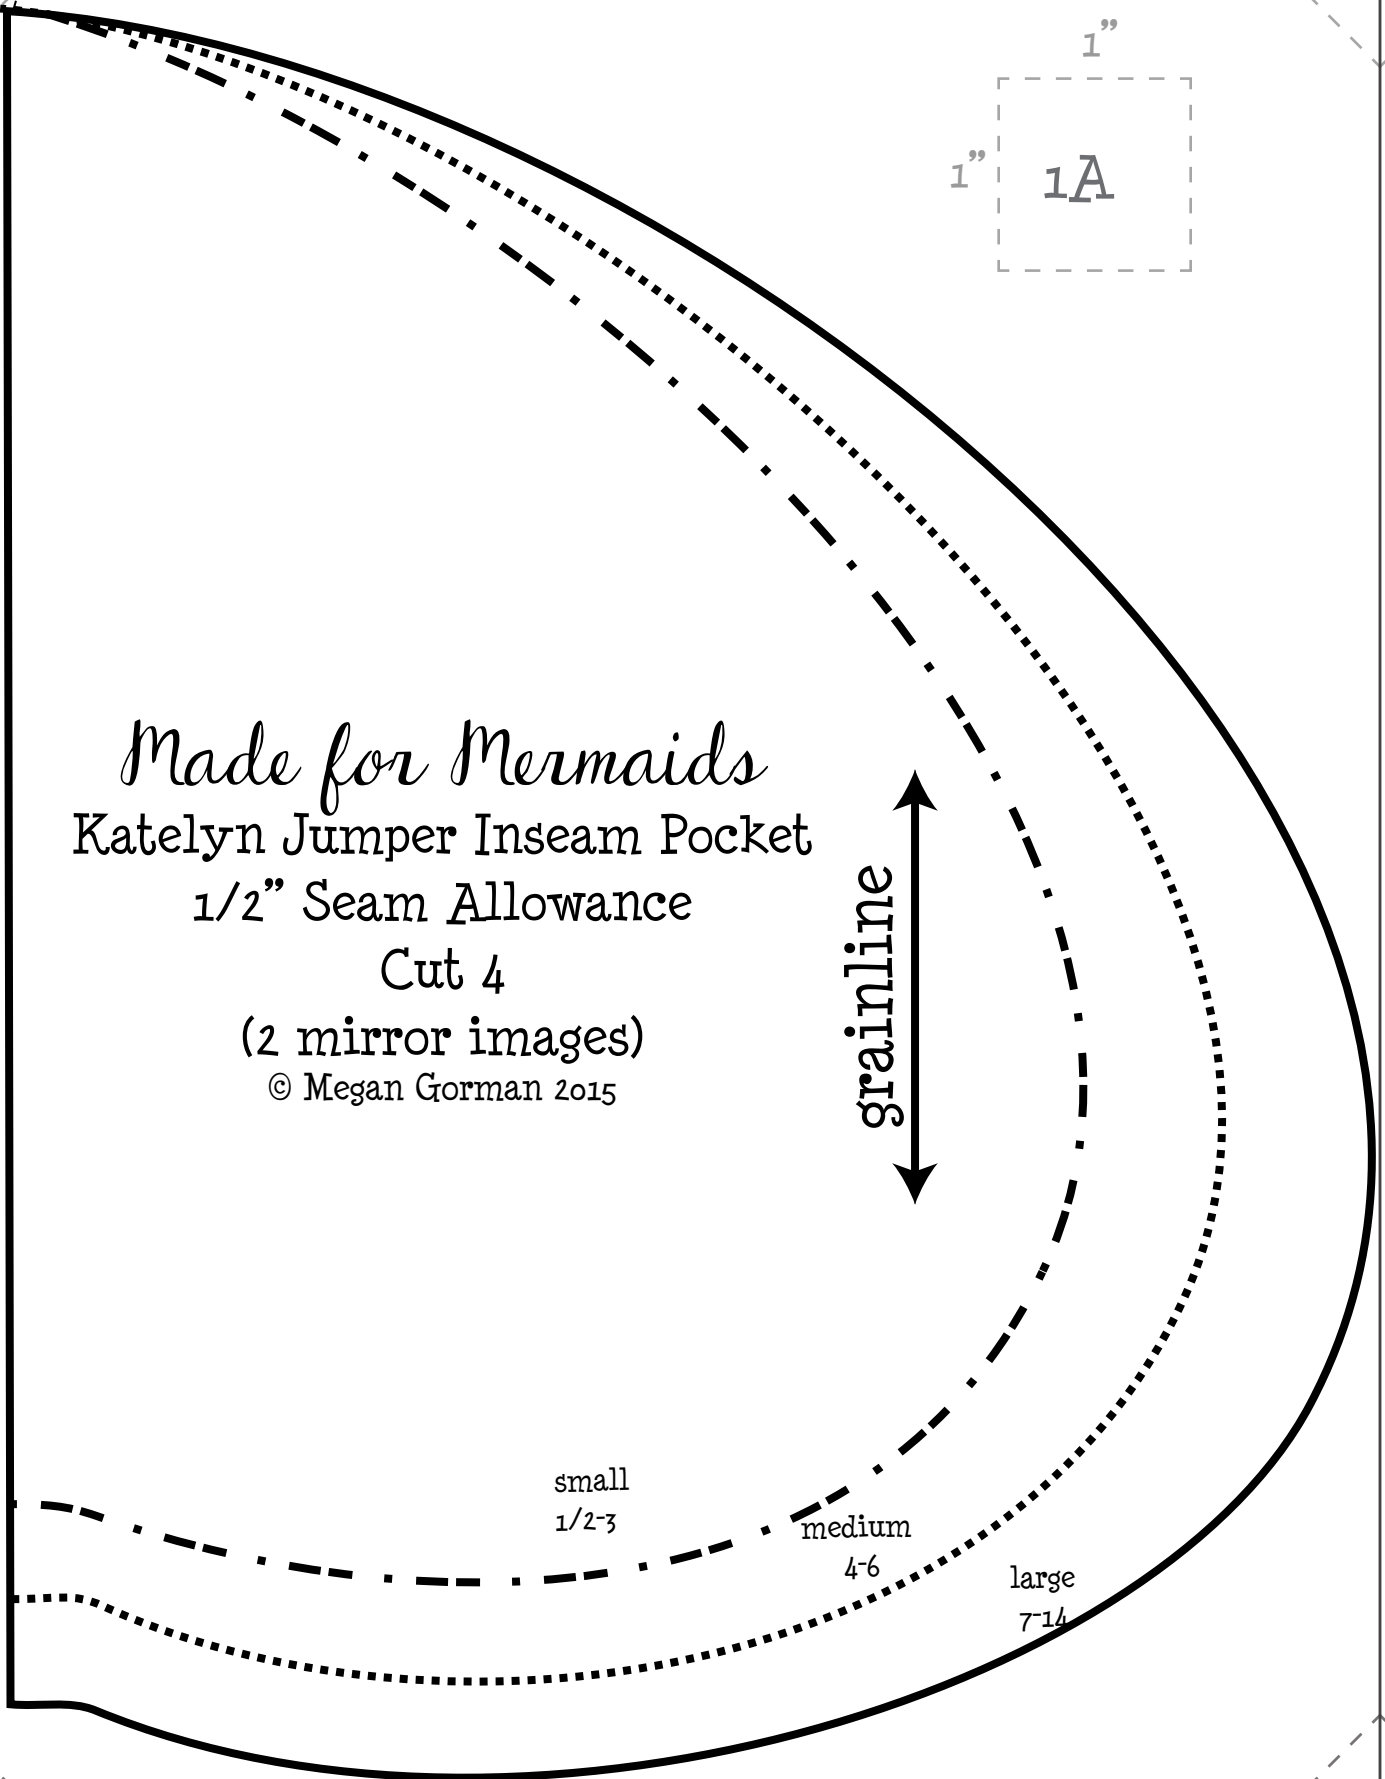 1”
1”
1A
Made for Mermaids
Katelyn Jumper Inseam Pocket
1/2” Seam Allowance
Cut 4
(2 mirror images)
© Megan Gorman 2015
grainline
small
1/2-3
medium
4-6
large
7-14